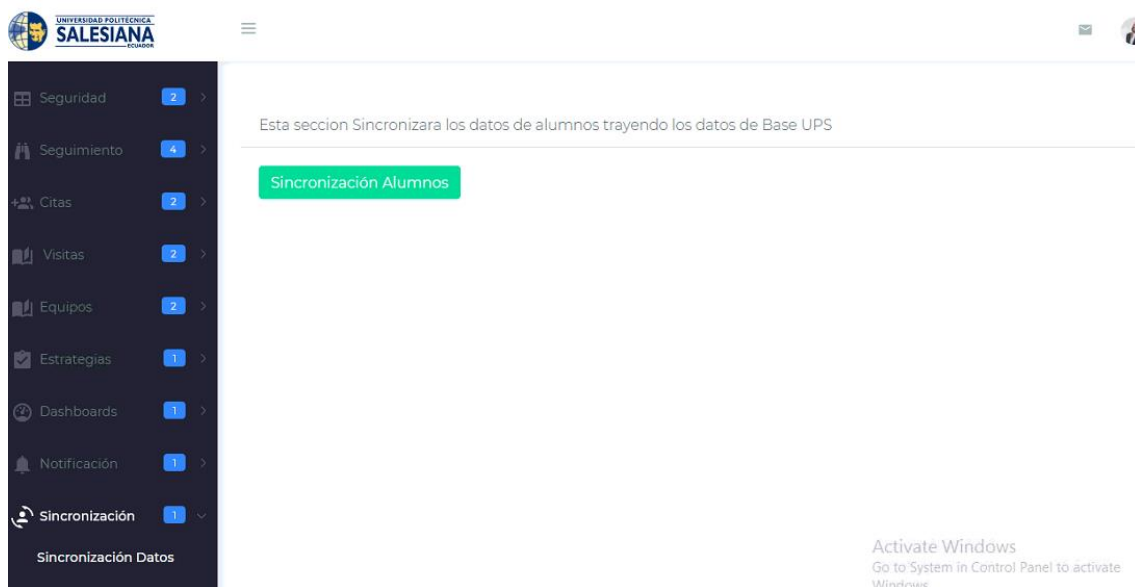 UNIVERSIDAD POLITÉCNICA
SALESIANA
ECUADOR
Seguridad 2
Seguimiento 4
Citas 2
Visitas 2
Equipos 2
Estrategias 1
Dashboards 1
Notificación 1
Sincronización 1
Sincronización Datos
Esta seccion Sincronizara los datos de alumnos trayendo los datos de Base UPS
Sincronización Alumnos
Activate Windows
Go to System in Control Panel to activate
Windows